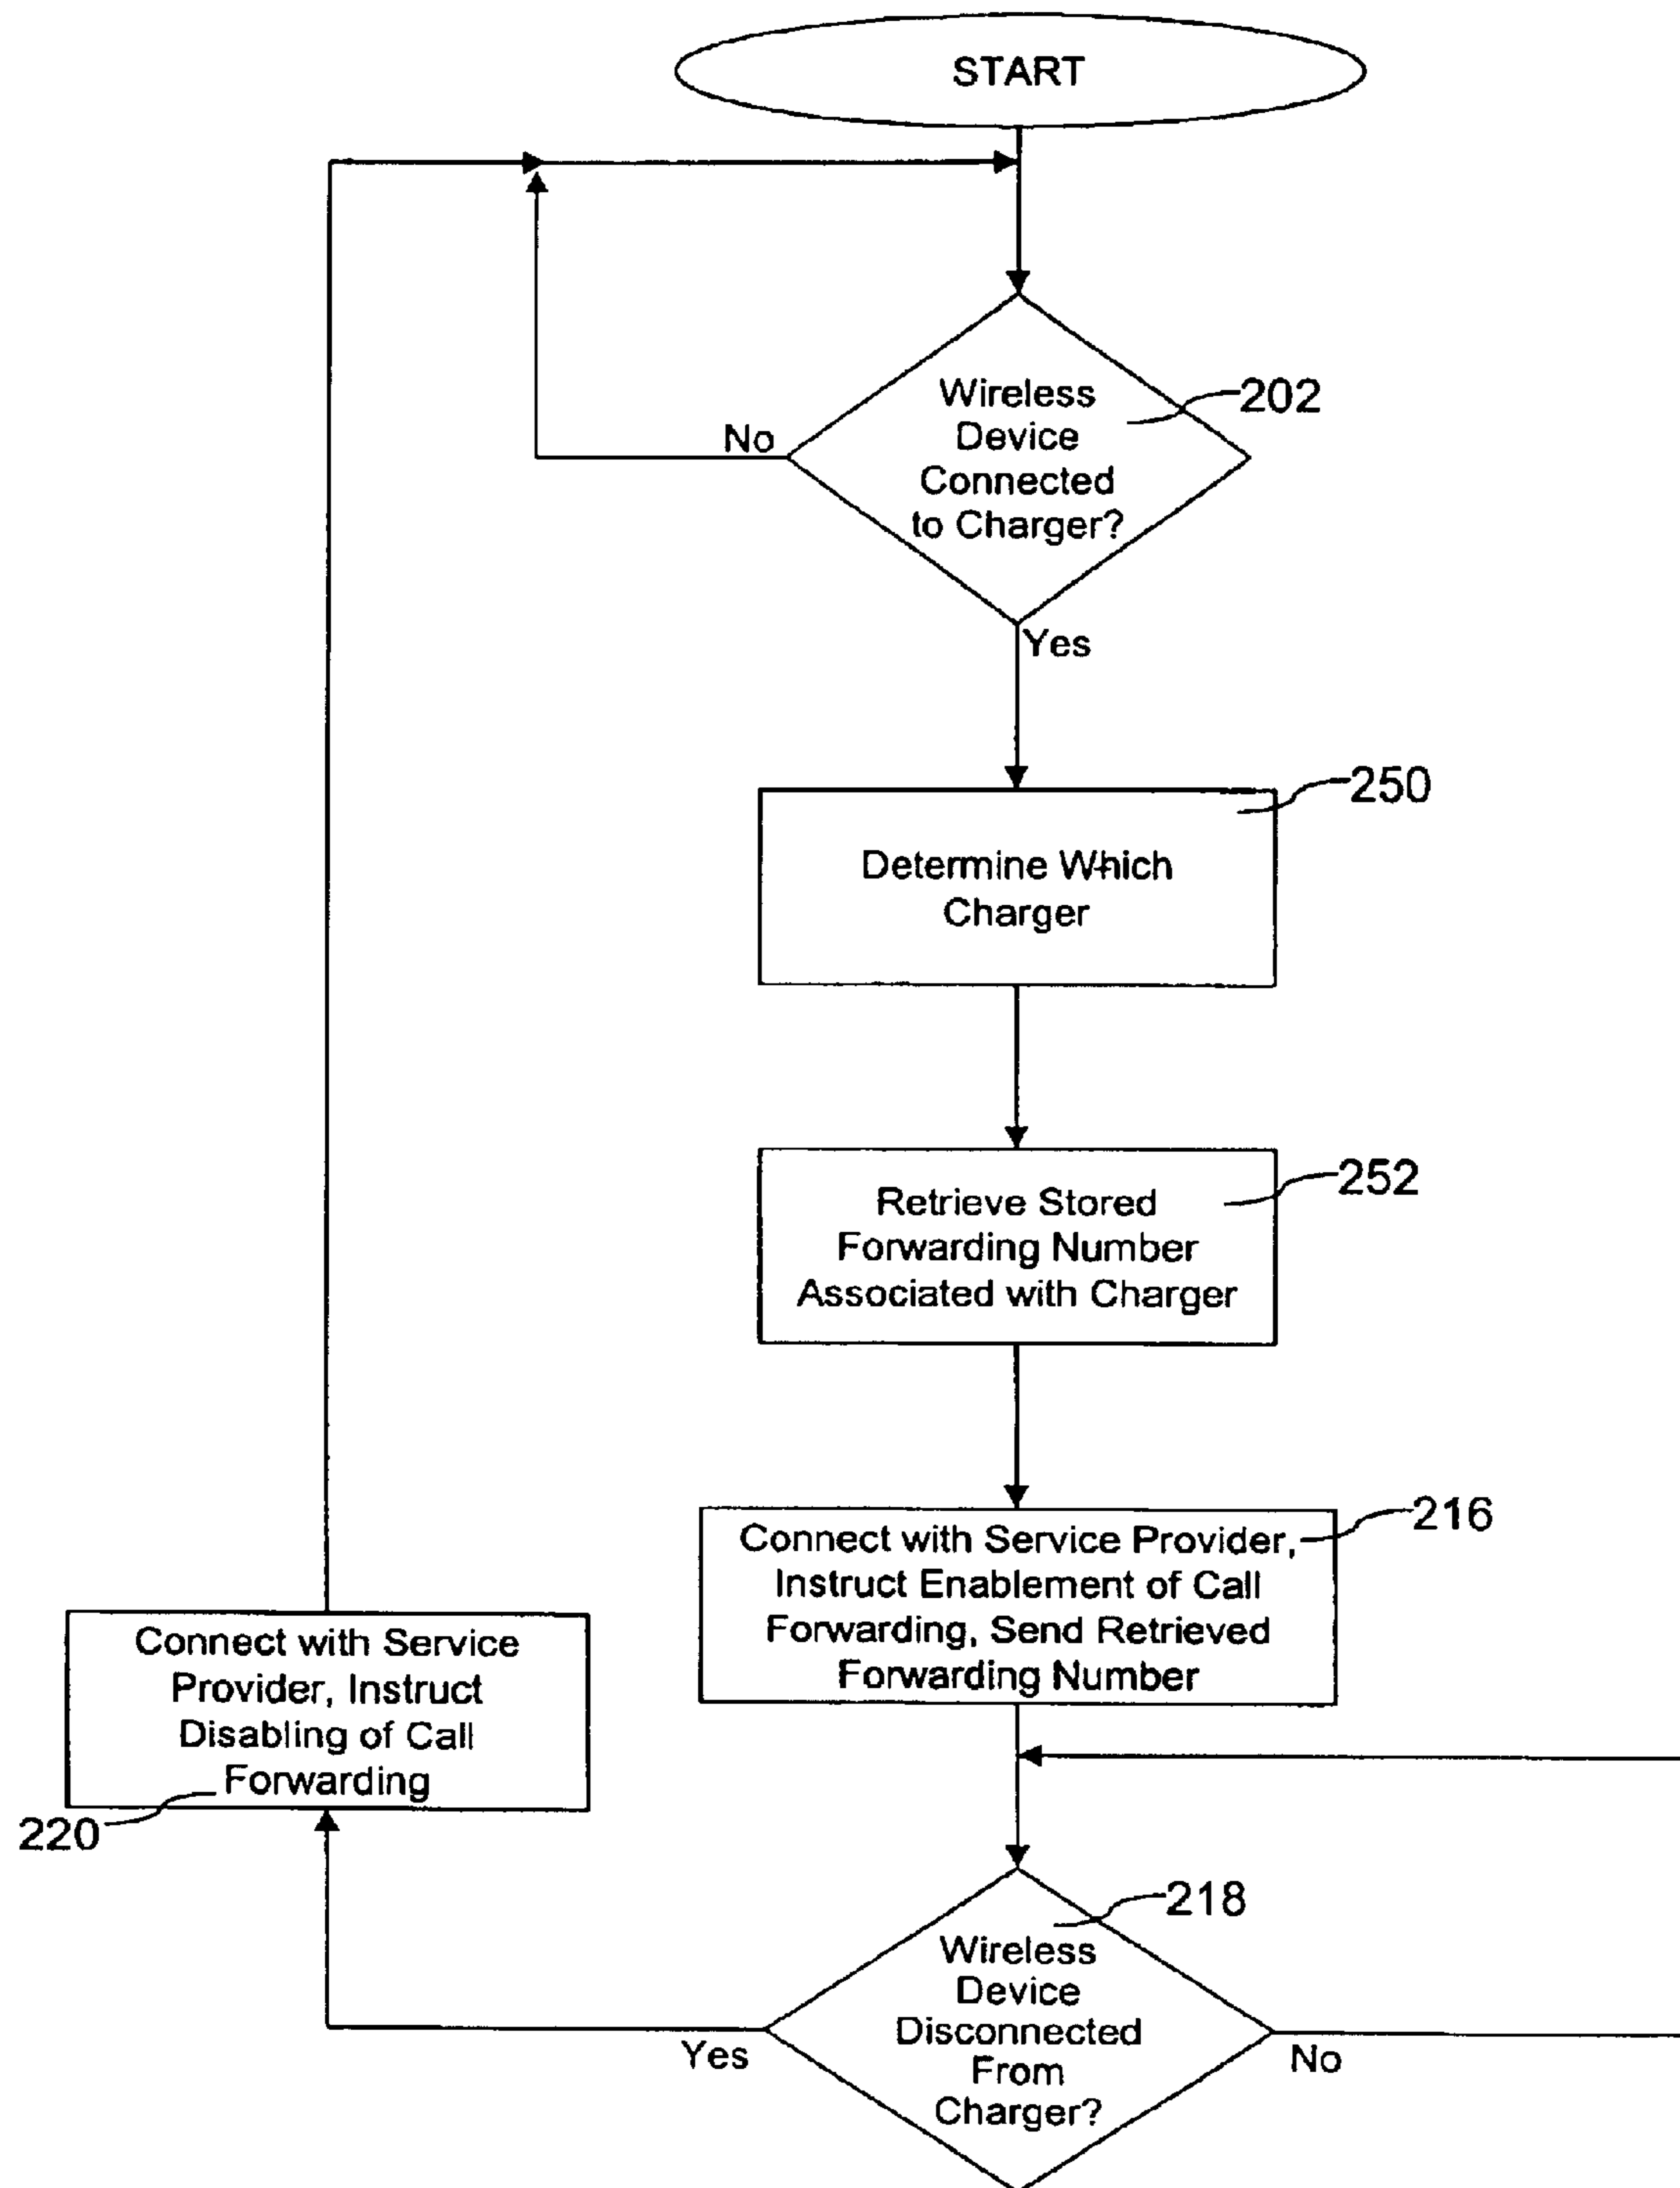 START
Wireless
Device
Connected
to Charger?
202
No
Yes
250
Determine Which
Charger
252
Retrieve Stored
Forwarding Number
Associated with Charger
216
Connect with Service Provider,
Instruct Enablement of Call
Forwarding, Send Retrieved
Forwarding Number
Connect with Service
Provider, Instruct
Disabling of Call
Forwarding
220
218
Wireless
Device
Disconnected
From
Charger?
Yes
No